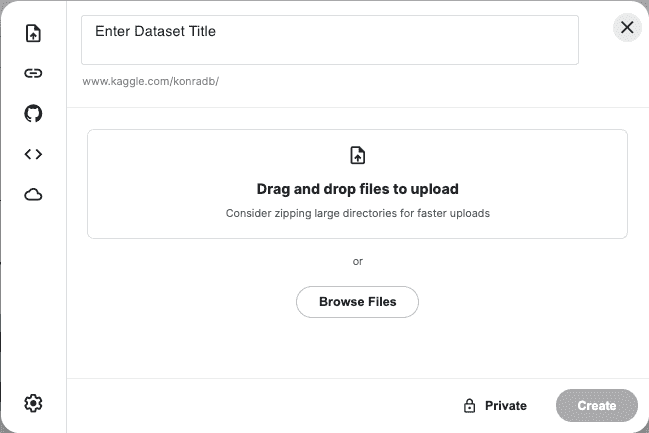 Enter Dataset Title
www.kaggle.com/konradb/
Drag and drop files to upload
Consider zipping large directories for faster uploads
or
Browse Files
Private
Create